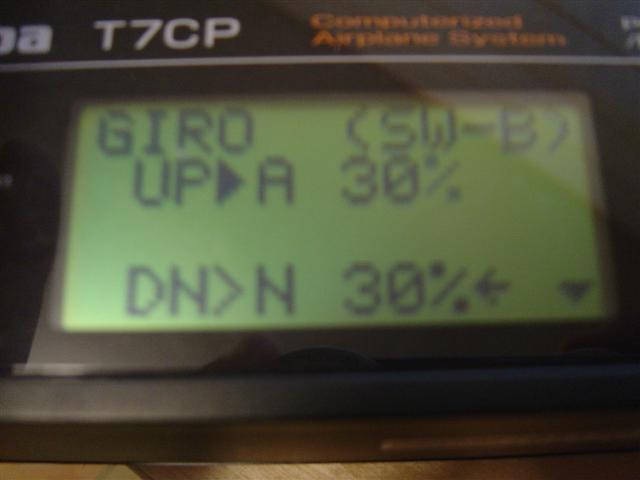 T7CP
Computerized
Airplane System
GIRO (SW-B)
UP▶A 30%
DN>N 30%← ▼